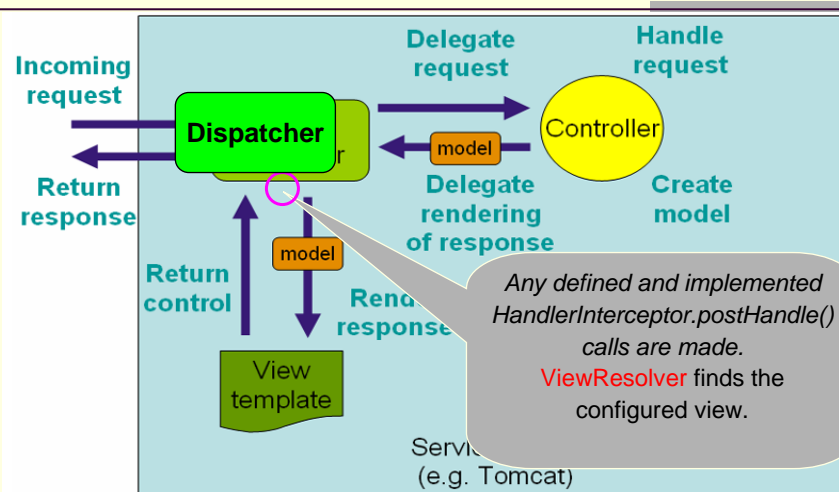 Incoming
request
Delegate
request
Handle
request
Dispatcher
r
Controller
model
Return
response
Delegate
rendering
of response
Create
model
model
Return
control
response
View
template
Any defined and implemented
HandlerInterceptor.postHandle()
calls are made.
ViewResolver finds the
configured view.
(e.g. Tomcat)